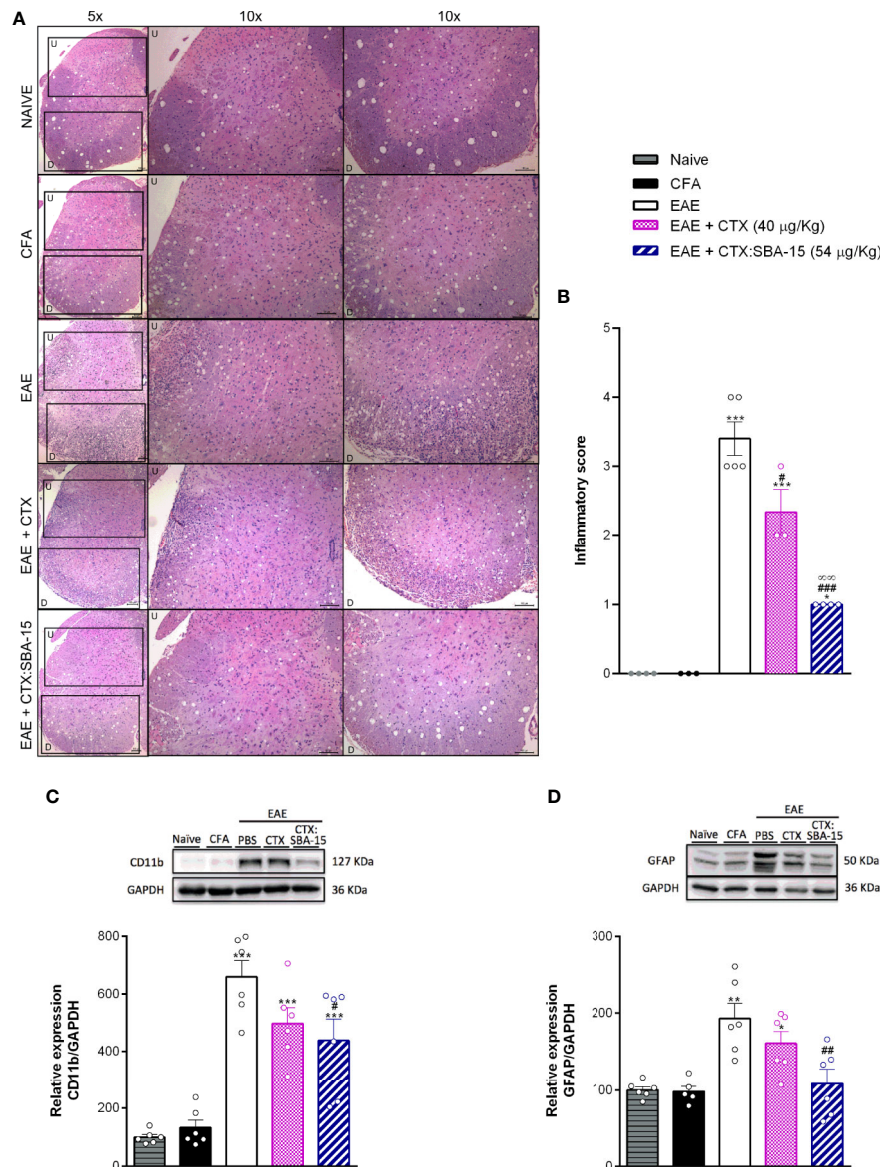 A
5x
10x
10x
NAIVE
U
D
U
D
CFA
U
D
U
D
EAE
U
D
U
D
EAE + CTX
U
D
U
D
EAE + CTX:SBA-15
U
D
U
D
Naive
CFA
EAE
EAE + CTX (40 µg/Kg)
EAE + CTX:SBA-15 (54 µg/Kg)
B
Inflammatory score
5
4
3
2
1
0
***
#
***
∞∞
###
*
C
EAE
Naïve CFA PBS CTX CTX:
SBA-15
CD11b 127 KDa
GAPDH 36 KDa
Relative expression
CD11b/GAPDH
800
600
400
200
0
***
***
#
***
D
EAE
Naïve CFA PBS CTX CTX:
SBA-15
GFAP 50 KDa
GAPDH 36 KDa
Relative expression
GFAP/GAPDH
300
200
100
0
**
*
##